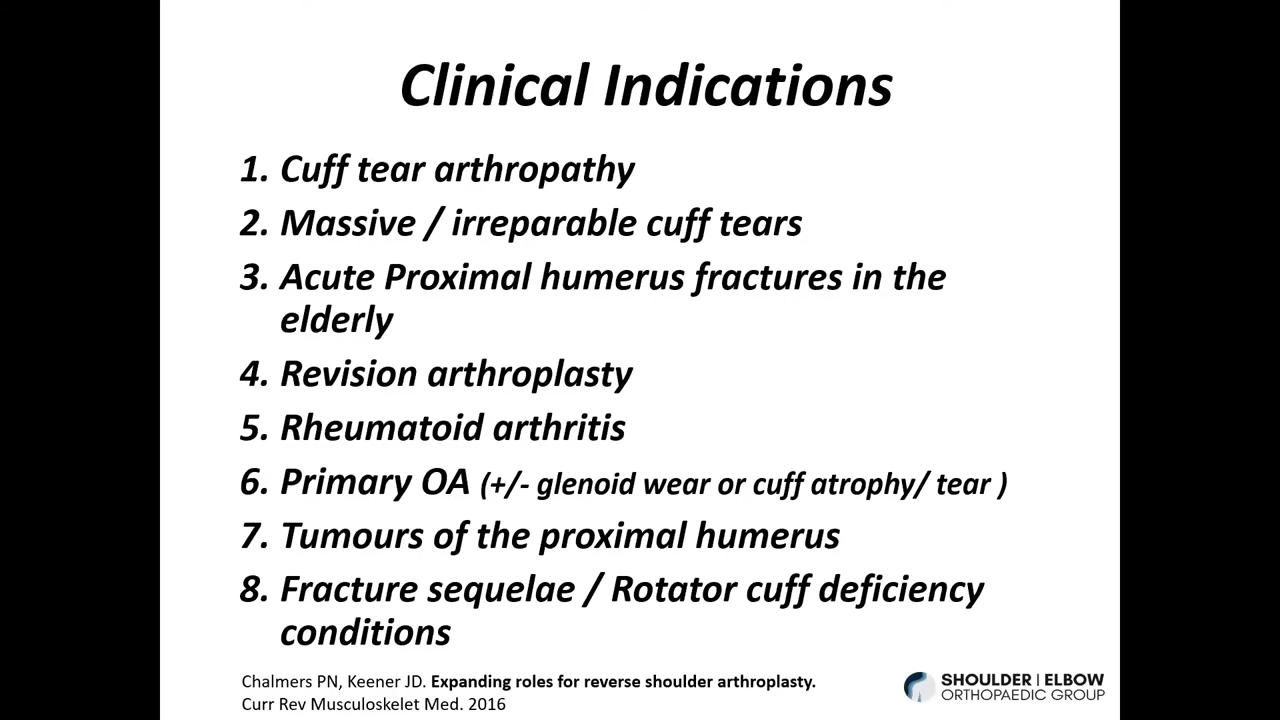 Clinical Indications
1. Cuff tear arthropathy
2. Massive / irreparable cuff tears
3. Acute Proximal humerus fractures in the
elderly
4. Revision arthroplasty
5. Rheumatoid arthritis
6. Primary OA (+/- glenoid wear or cuff atrophy/ tear )
7. Tumours of the proximal humerus
8. Fracture sequelae / Rotator cuff deficiency
conditions
Chalmers PN, Keener JD. Expanding roles for reverse shoulder arthroplasty.
Curr Rev Musculoskelet Med. 2016
SHOULDER | ELBOW
ORTHOPAEDIC GROUP